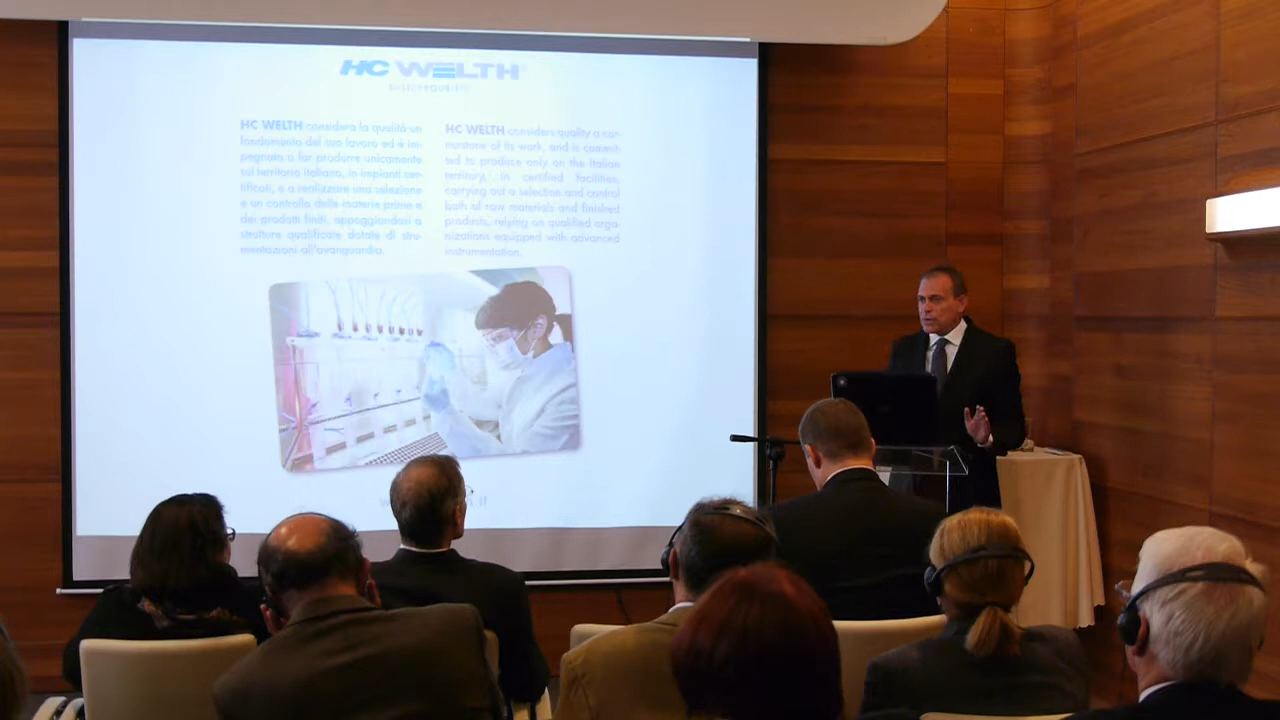 HC WELTH
HC WELTH considera la qualità un
fondamento del suo lavoro ed è im-
pegnata a far produrre unicamente
sul territorio italiano, in impianti cer-
tificati, e a realizzare una selezione
e un controllo delle materie prime e
dei prodotti finiti, appoggiandosi a
strutture qualificate dotate di stru-
mentazioni all'avanguardia.
HC WELTH considers quality a cor-
nerstone of its work, and is commit-
ted to produce only on the Italian
territory, in certified facilities,
carrying out a selection and control
both of raw materials and finished
products, relying on qualified orga-
nizations equipped with advanced
instrumentation.